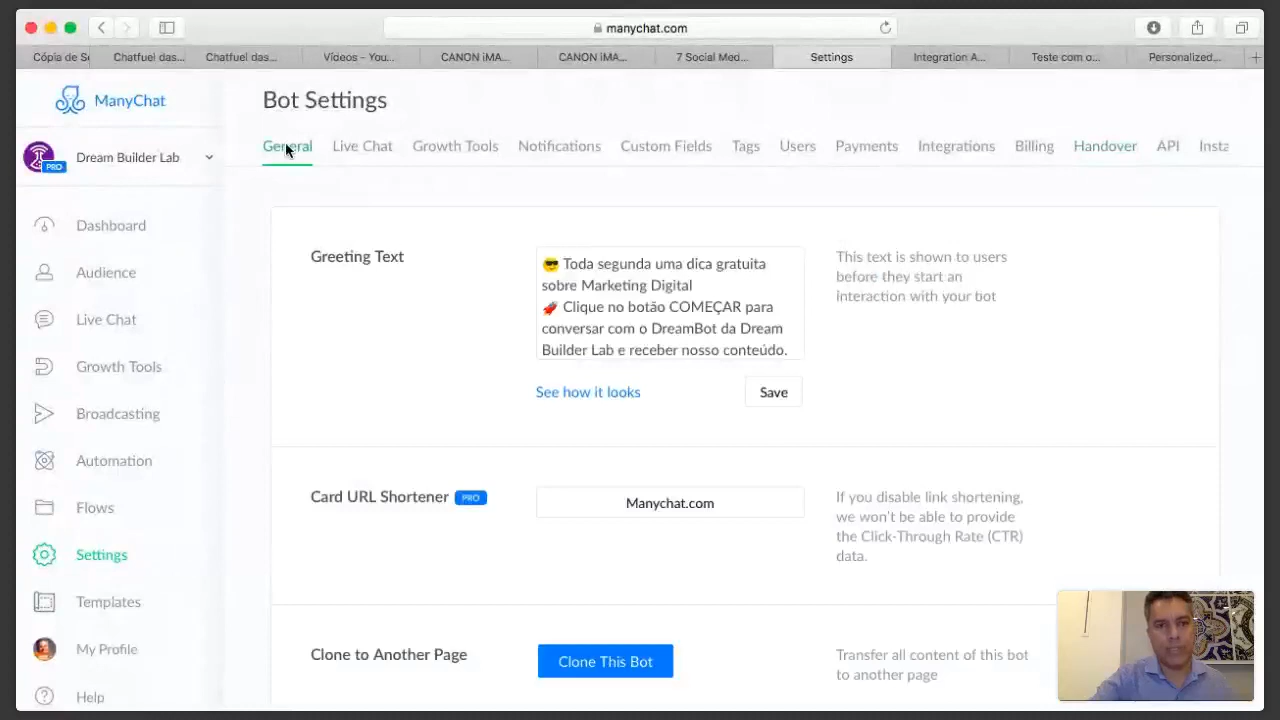 manychat.com
Cópia de Se
Chatfuel das...
Chatfuel das...
Vídeos – You...
CANON iMA...
CANON iMA...
7 Social Med...
Settings
Integration A...
Teste com o...
Personalized,...
ManyChat
Dream Builder Lab
PRO
Dashboard
Audience
Live Chat
Growth Tools
Broadcasting
Automation
Flows
Settings
Templates
My Profile
Help
Bot Settings
General
Live Chat
Growth Tools
Notifications
Custom Fields
Tags
Users
Payments
Integrations
Billing
Handover
API
Insta
Greeting Text
😎 Toda segunda uma dica gratuita
sobre Marketing Digital
🚀 Clique no botão COMEÇAR para
conversar com o DreamBot da Dream
Builder Lab e receber nosso conteúdo.
This text is shown to users
before they start an
interaction with your bot
See how it looks
Save
Card URL Shortener PRO
Manychat.com
If you disable link shortening,
we won't be able to provide
the Click-Through Rate (CTR)
data.
Clone to Another Page
Clone This Bot
Transfer all content of this bot
to another page